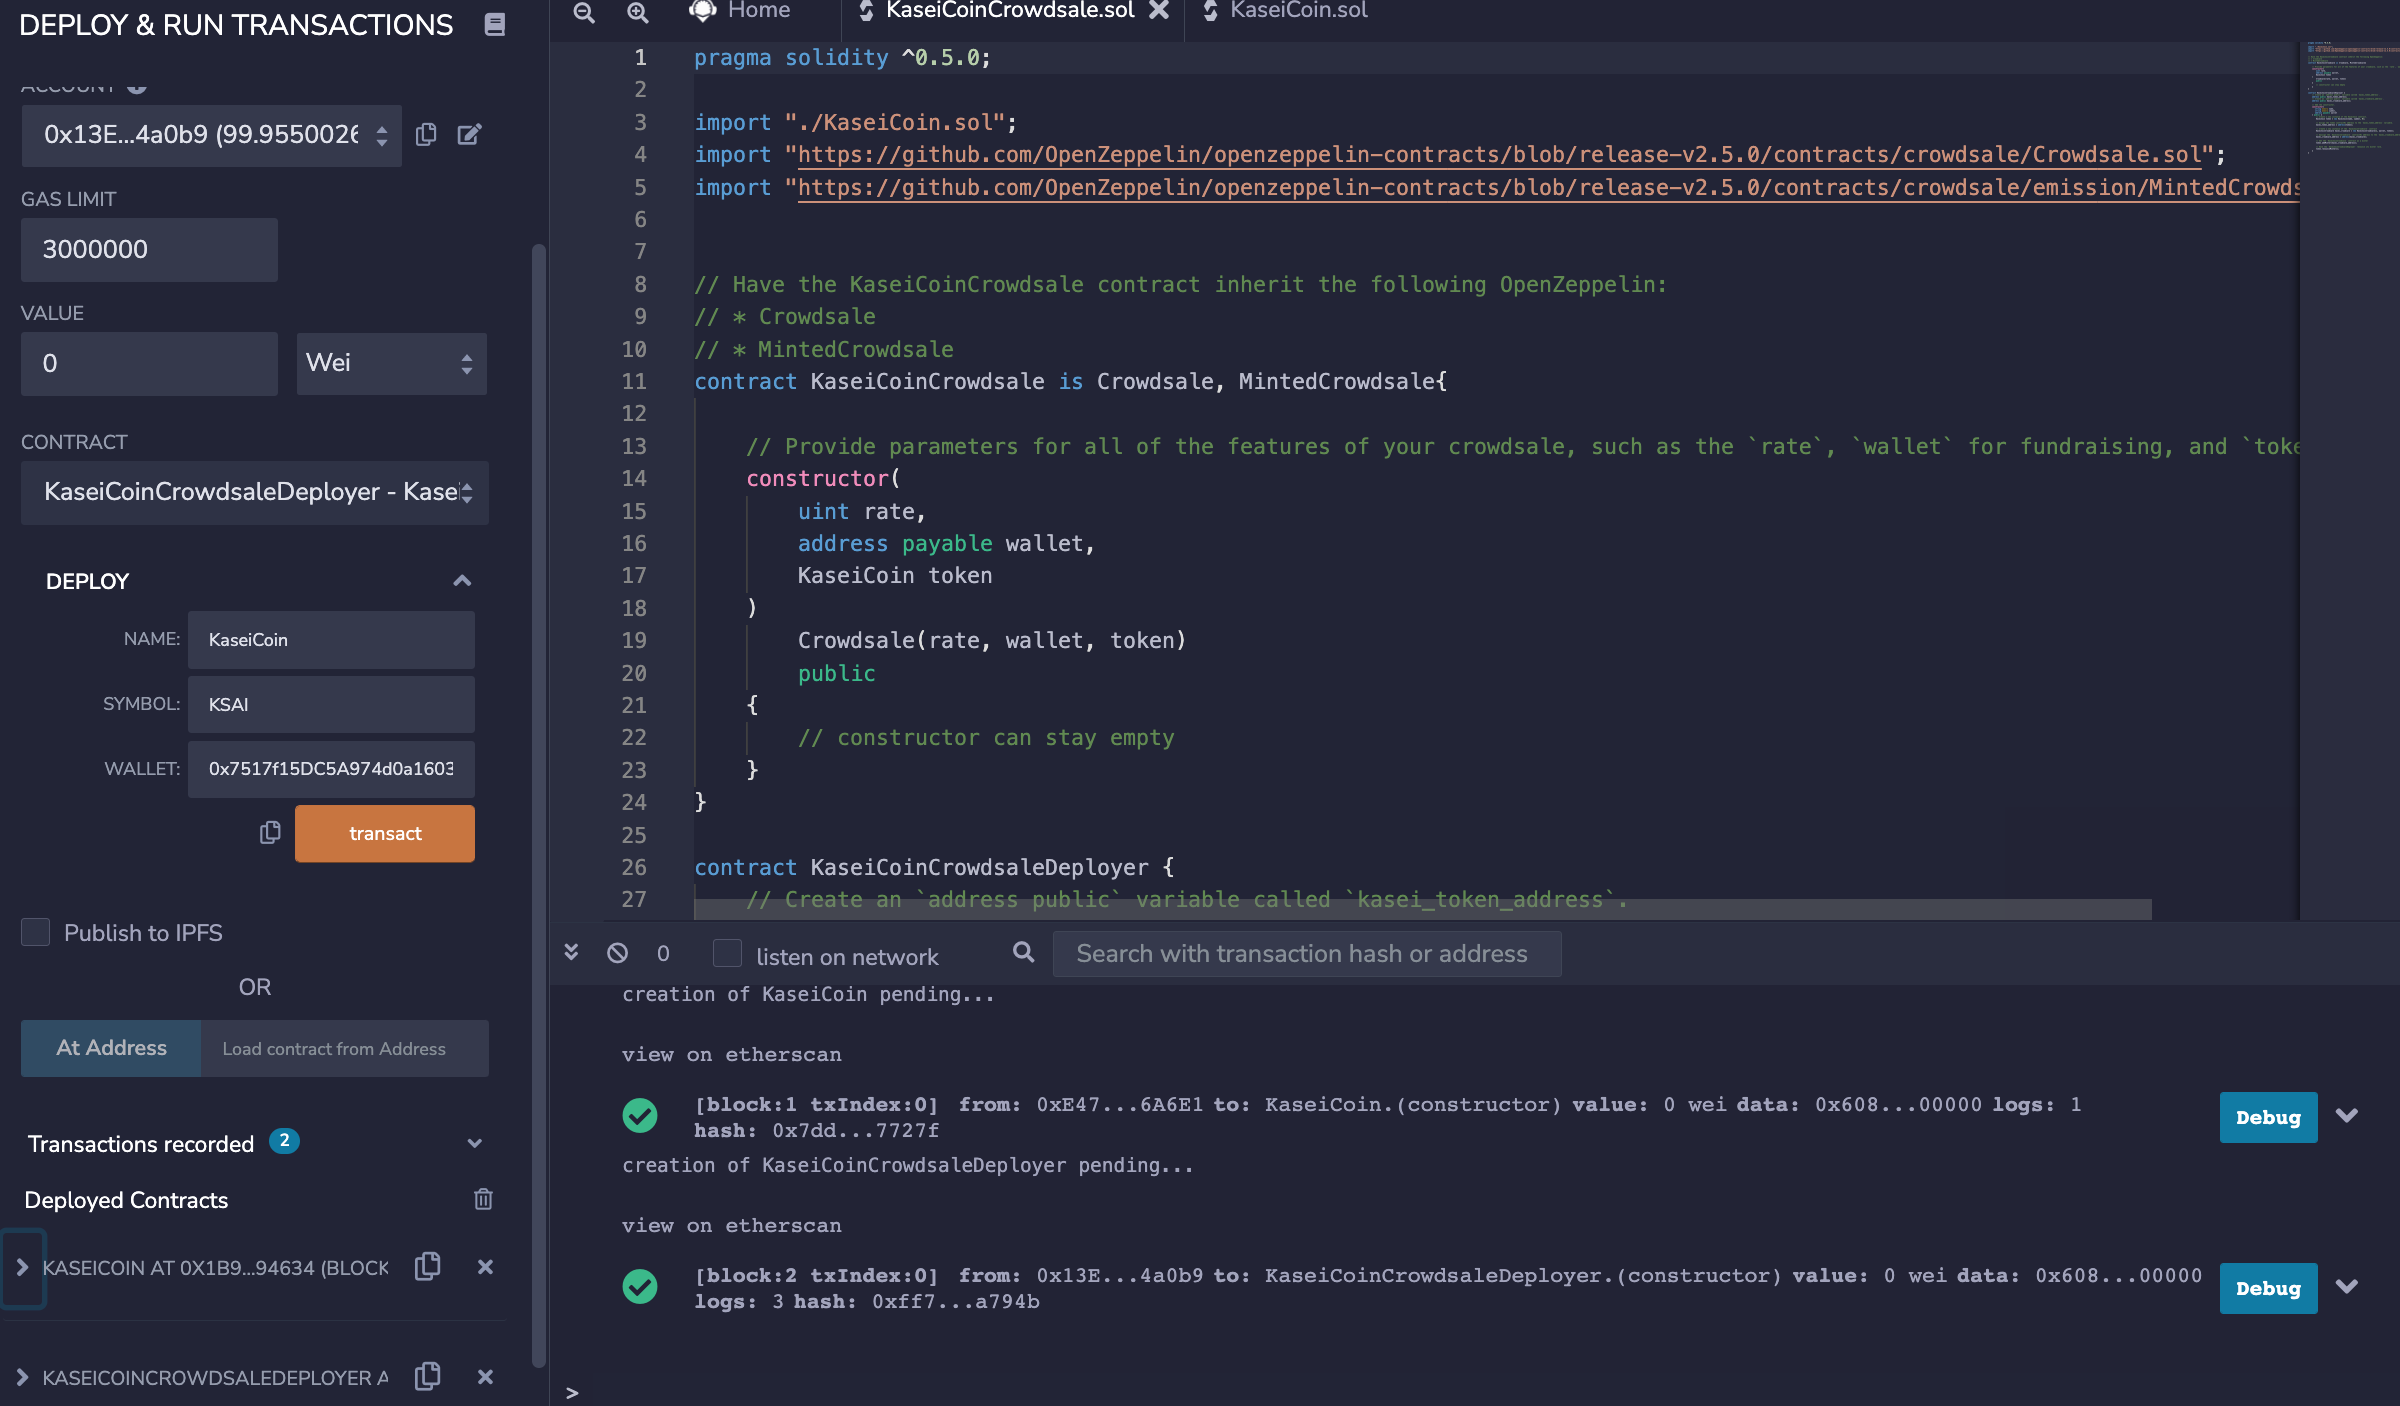 DEPLOY & RUN TRANSACTIONS
ACCOUNT
0x13E...4a0b9 (99.9550026
GAS LIMIT
3000000
VALUE
0
Wei
CONTRACT
KaseiCoinCrowdsaleDeployer - Kasei
DEPLOY
NAME: KaseiCoin
SYMBOL: KSAI
WALLET: 0x7517f15DC5A974d0a1603
transact
Publish to IPFS
OR
At Address
Load contract from Address
Transactions recorded 2
Deployed Contracts
KASEICOIN AT 0X1B9...94634 (BLOCK
KASEICOINCROWDSALEDEPLOYER A
Home
KaseiCoinCrowdsale.sol
KaseiCoin.sol
1 pragma solidity ^0.5.0;
2
3 import "./KaseiCoin.sol";
4 import "https://github.com/OpenZeppelin/openzeppelin-contracts/blob/release-v2.5.0/contracts/crowdsale/Crowdsale.sol";
5 import "https://github.com/OpenZeppelin/openzeppelin-contracts/blob/release-v2.5.0/contracts/crowdsale/emission/MintedCrowds
6
7
8 // Have the KaseiCoinCrowdsale contract inherit the following OpenZeppelin:
9 // * Crowdsale
10 // * MintedCrowdsale
11 contract KaseiCoinCrowdsale is Crowdsale, MintedCrowdsale{
12
13 // Provide parameters for all of the features of your crowdsale, such as the `rate`, `wallet` for fundraising, and `toke
14 constructor(
15 uint rate,
16 address payable wallet,
17 KaseiCoin token
18 )
19 Crowdsale(rate, wallet, token)
20 public
21 {
22 // constructor can stay empty
23 }
24 }
25
26 contract KaseiCoinCrowdsaleDeployer {
27 // Create an `address public` variable called `kasei_token_address`.
0
listen on network
Search with transaction hash or address
creation of KaseiCoin pending...
view on etherscan
[block:1 txIndex:0] from: 0xE47...6A6E1 to: KaseiCoin.(constructor) value: 0 wei data: 0x608...00000 logs: 1
hash: 0x7dd...7727f
Debug
creation of KaseiCoinCrowdsaleDeployer pending...
view on etherscan
[block:2 txIndex:0] from: 0x13E...4a0b9 to: KaseiCoinCrowdsaleDeployer.(constructor) value: 0 wei data: 0x608...00000
logs: 3 hash: 0xff7...a794b
Debug
>